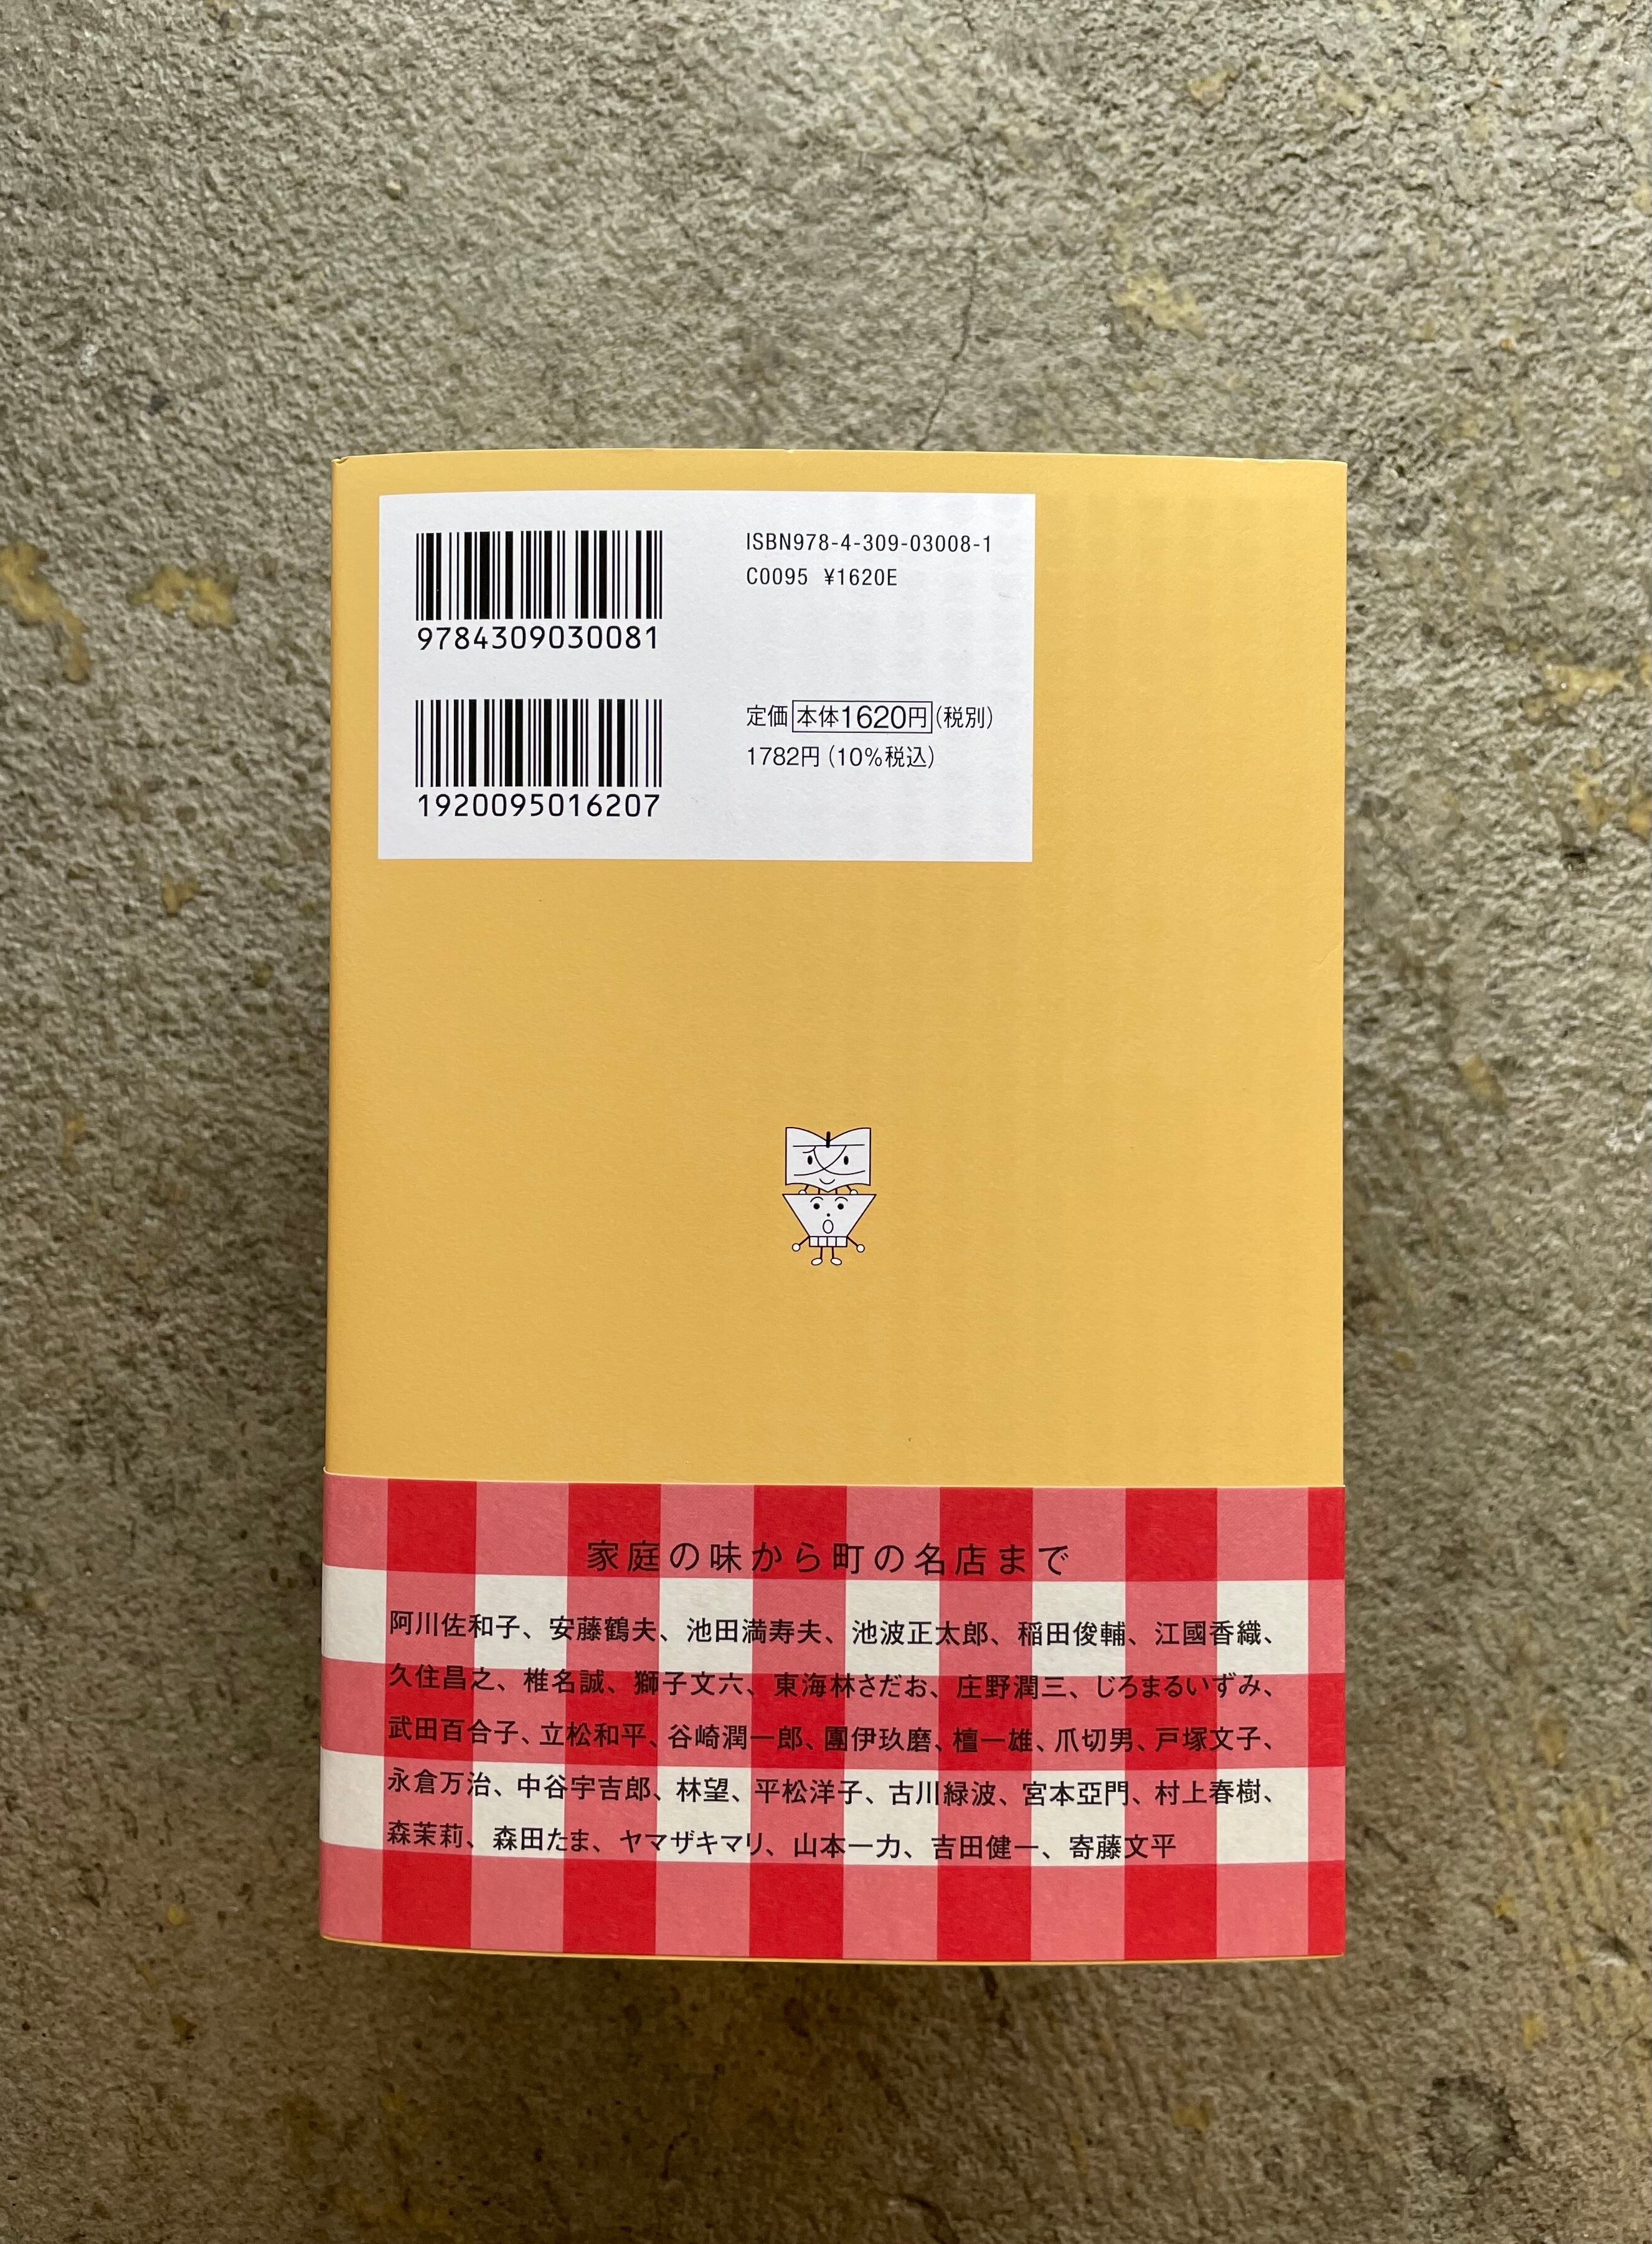 ISBN978-4-309-03008-1
C0095 ¥1620E
9784309030081
定価 本体1620円(税別)
1782円(10%税込)
1920095016207
家庭の味から町の名店まで
阿川佐和子、安藤鶴夫、池田満寿夫、池波正太郎、稲田俊輔、江國香織、
久住昌之、椎名誠、獅子文六、東海林さだお、庄野潤三、じろまるいずみ、
武田百合子、立松和平、谷崎潤一郎、團伊玖磨、檀一雄、爪切男、戸塚文子、
永倉万治、中谷宇吉郎、林望、平松洋子、古川緑波、宮本亞門、村上春樹、
森茉莉、森田たま、ヤマザキマリ、山本一力、吉田健一、寄藤文平